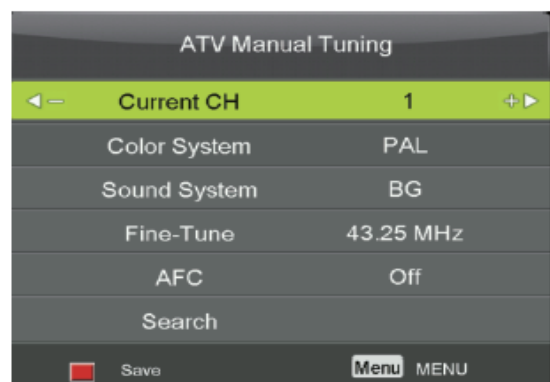 ATV Manual Tuning
Current CH 1
Color System PAL
Sound System BG
Fine-Tune 43.25 MHz
AFC Off
Search
Save Menu MENU